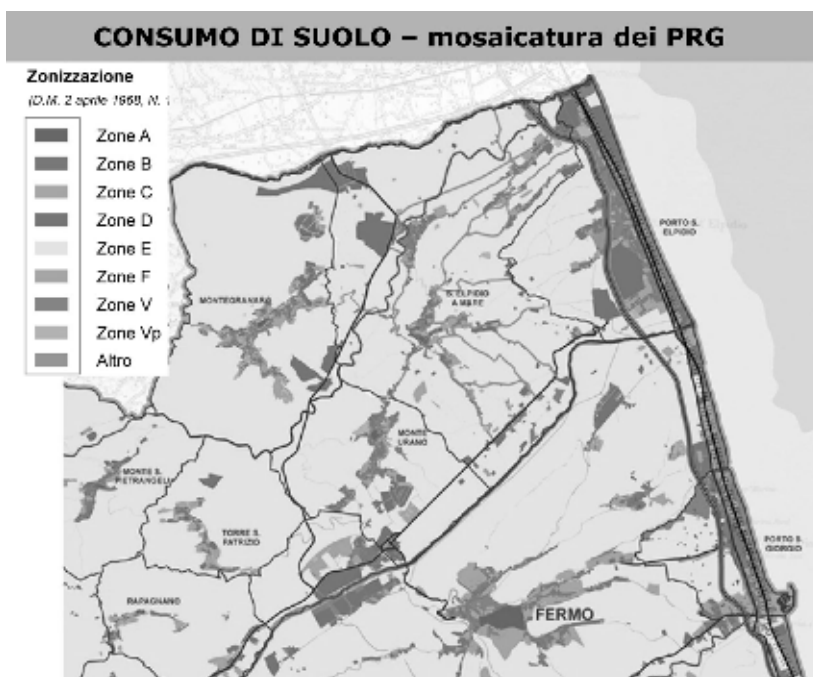 CONSUMO DI SUOLO – mosaicatura dei PRG
Zonizzazione
(D.M. 2 aprile 1968, N. 1
Zone A
Zone B
Zone C
Zone D
Zone E
Zone F
Zone V
Zone Vp
Altro
PORTO S.
ELPIDIO
MONTEGRANARO
S. ELPIDIO
A MARE
MONTE
URANO
MONTE S.
PIETRANGELI
TORRE S.
PATRIZIO
PORTO S.
GIORGIO
RAPAGNANO
FERMO